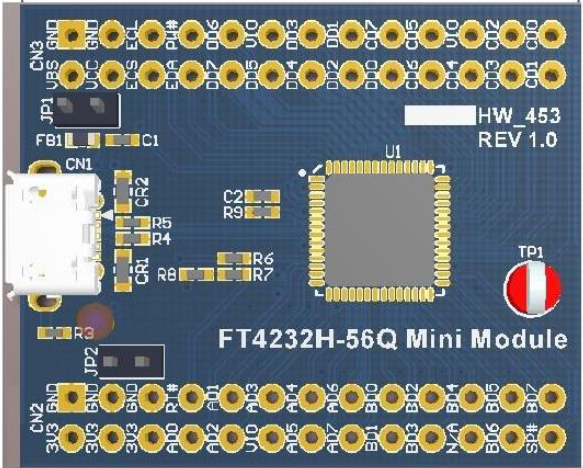 CN3 GND GND ECL PW# DD6 VIO DD3 DD1 CD7 CD5 VIO CD2 CD0
VBS VCC ECS EDA DD7 DD5 DD4 DD2 DD0 CD6 CD4 CD3 CD1
JP1
HW_453
REV 1.0
FB1 C1
CN1
U1
CR2
C2
R9
R5
R4
CR1
R6
R8 R7
TP1
R3
FT4232H-56Q Mini Module
JP2
CN2 GND GND GND RT# AD1 AD3 AD4 AD6 BD0 BD2 BD4 BD5 BD7
3V3 3V3 3V3 AD0 AD2 VIO AD5 AD7 BD1 BD3 N/A BD6 SP#